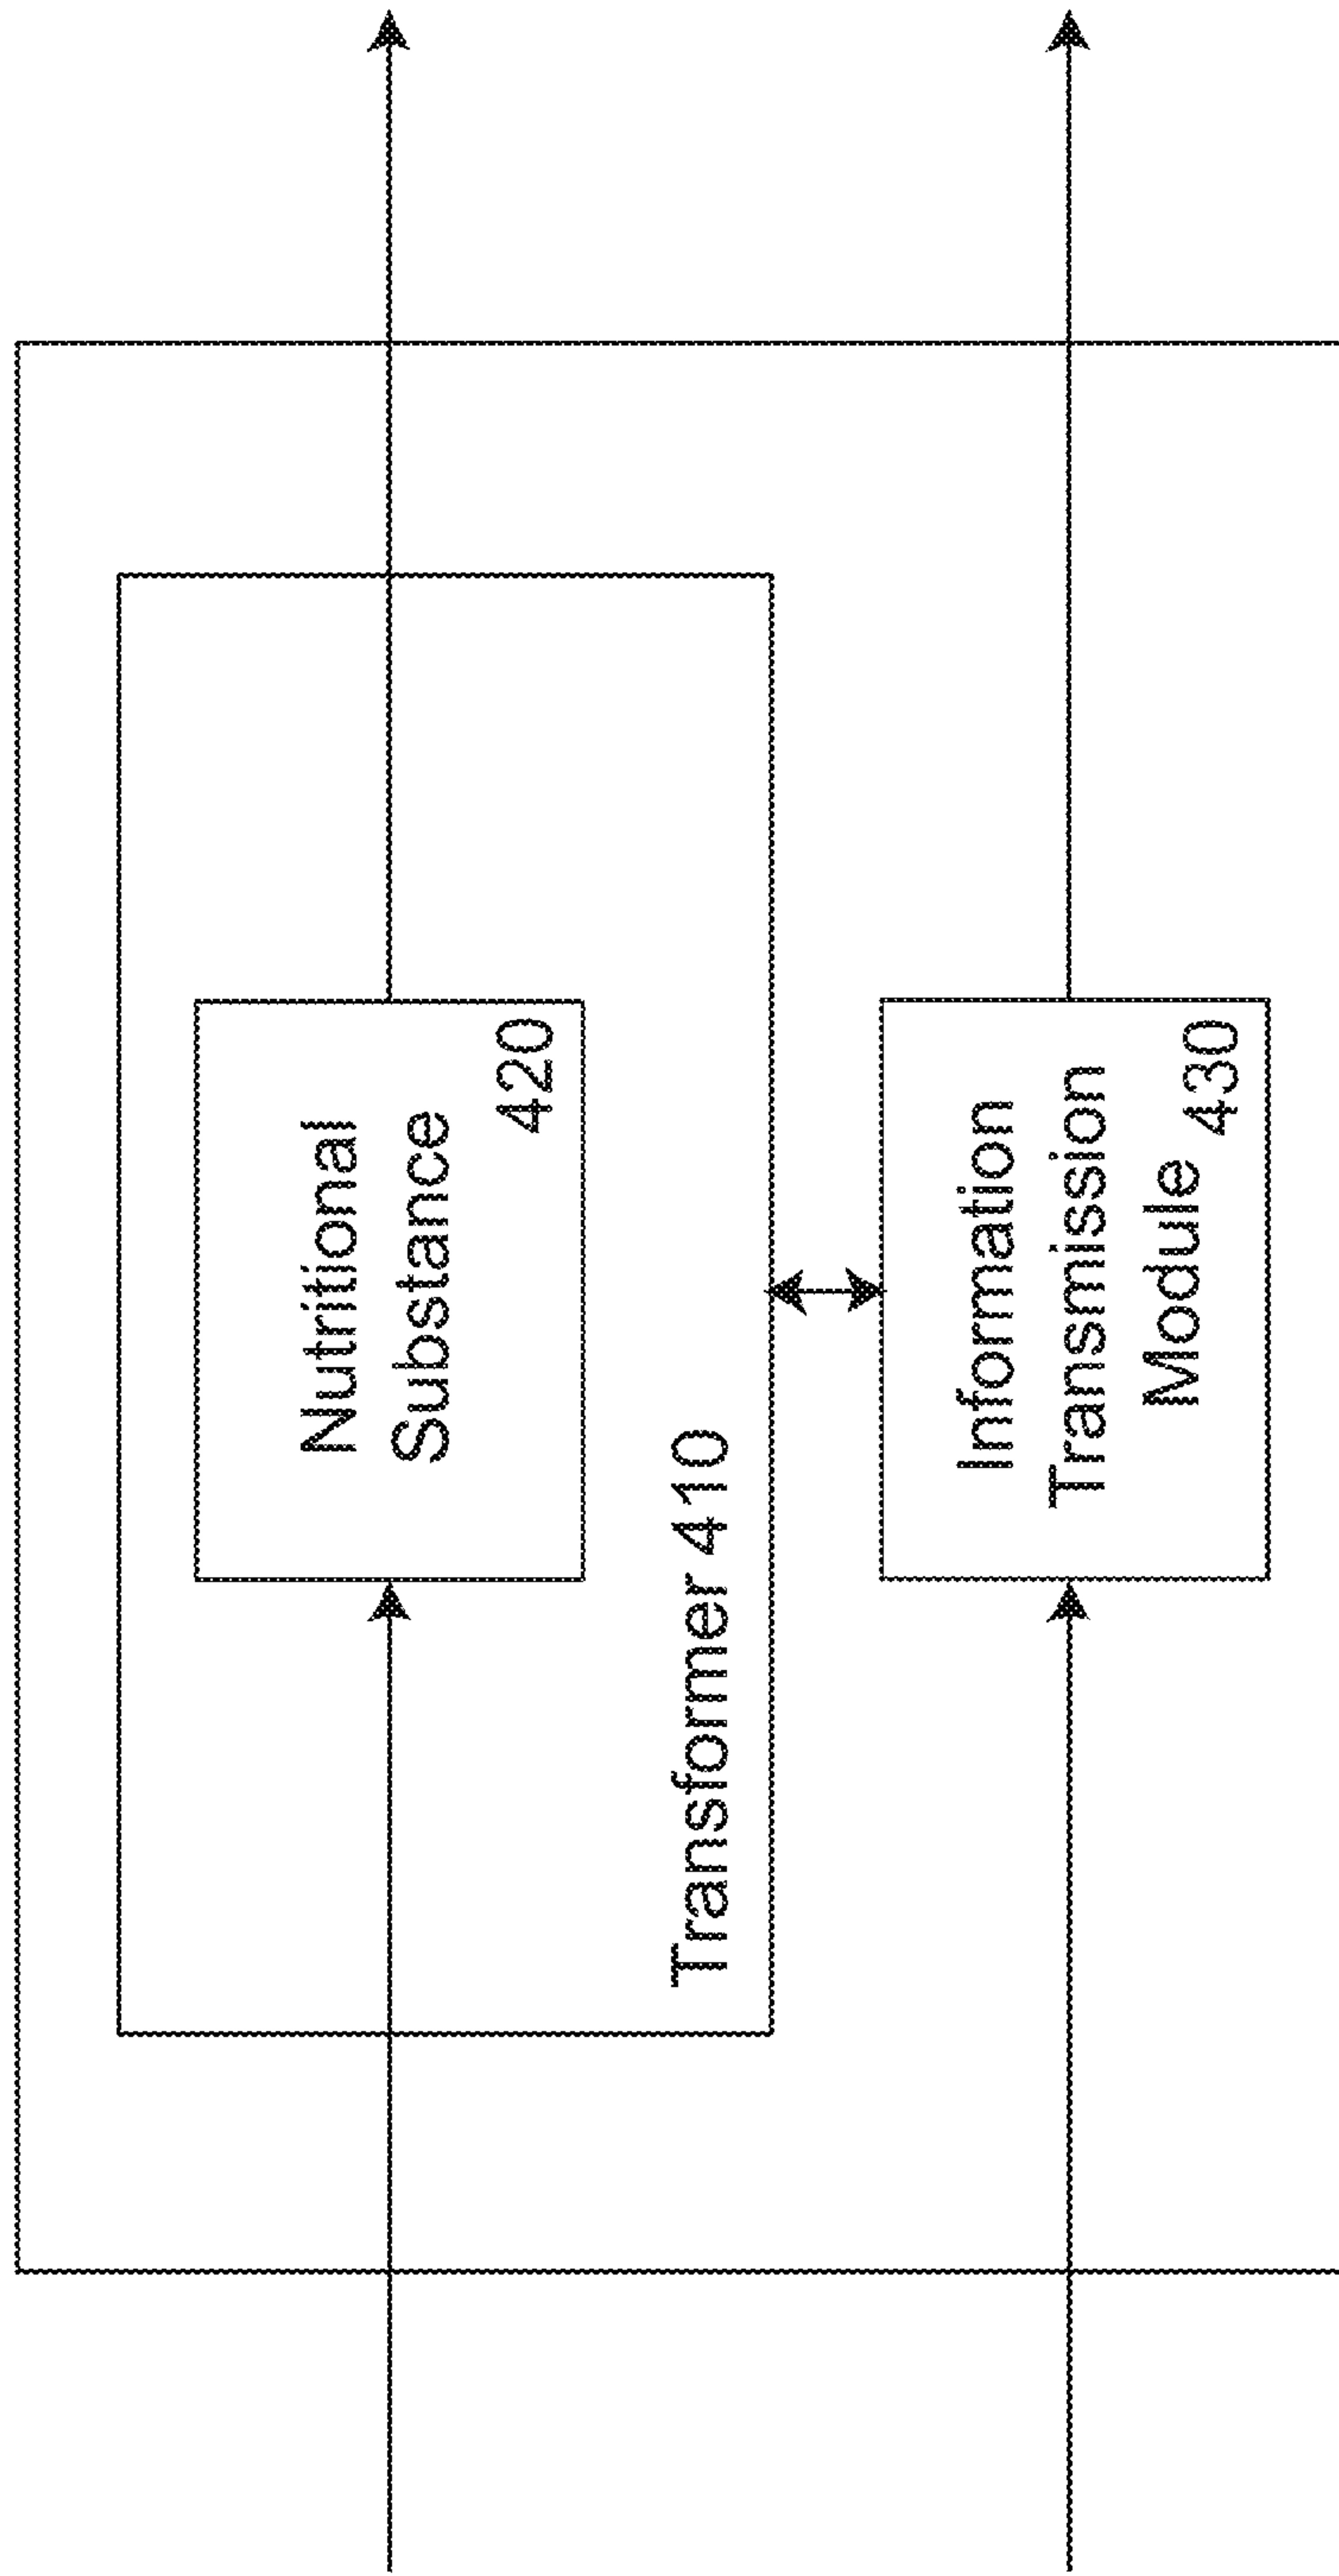 Nutritional
Substance
420
Transformer 410
Information
Transmission
Module 430